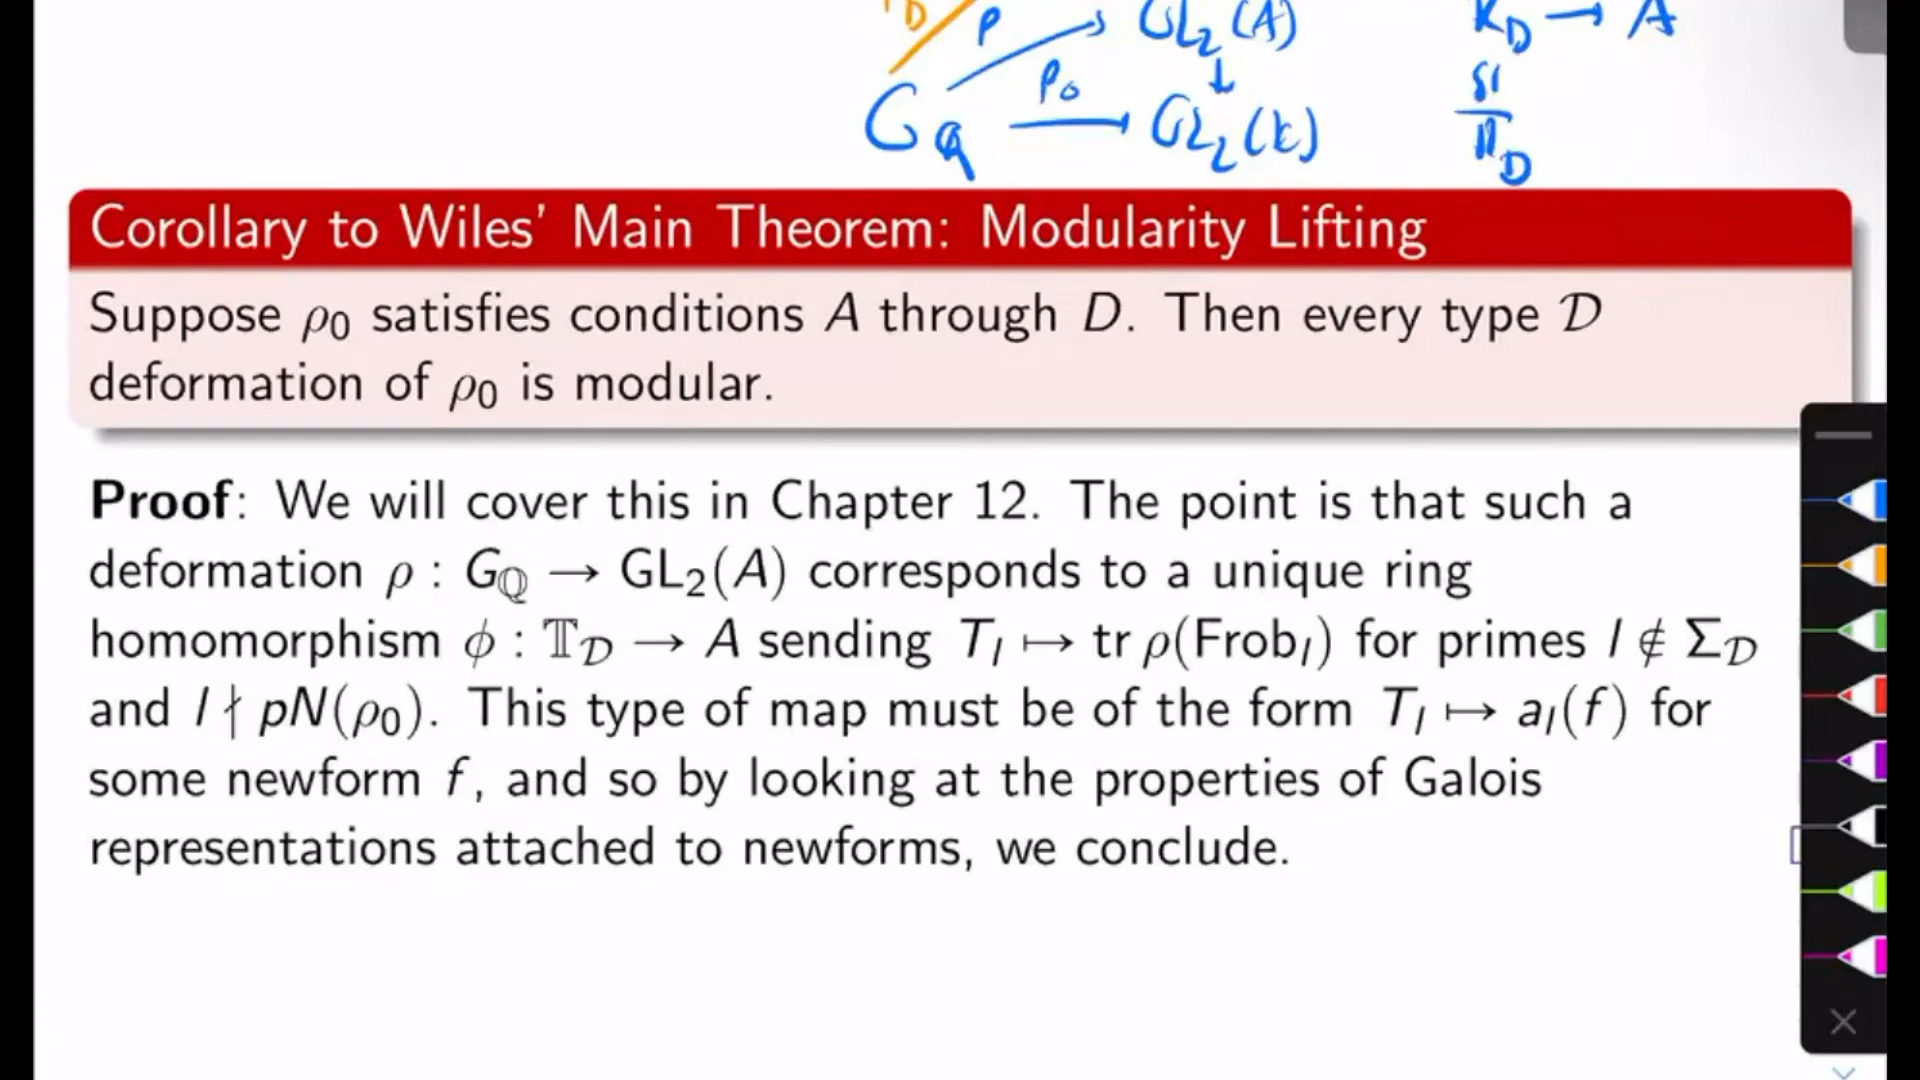 D ρ GL₂(A) R_D → A
ρ₀ ↓ SI
G_Q → GL₂(k) 𝕋_D
Corollary to Wiles' Main Theorem: Modularity Lifting
Suppose ρ₀ satisfies conditions A through D. Then every type 𝒟
deformation of ρ₀ is modular.
Proof: We will cover this in Chapter 12. The point is that such a
deformation ρ : G_ℚ → GL₂(A) corresponds to a unique ring
homomorphism ϕ : 𝕋_𝒟 → A sending T_l ↦ tr ρ(Frob_l) for primes l ∉ Σ_𝒟
and l ∤ pN(ρ₀). This type of map must be of the form T_l ↦ a_l(f) for
some newform f, and so by looking at the properties of Galois
representations attached to newforms, we conclude.